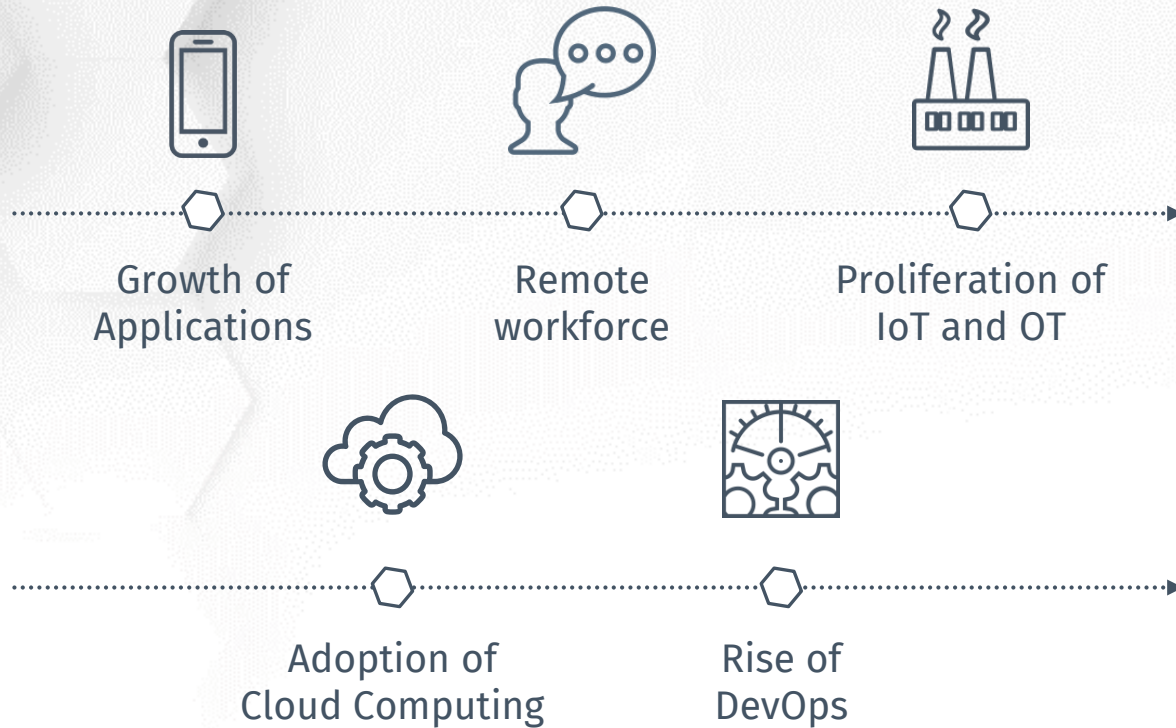 Growth of
Applications
Remote
workforce
Proliferation of
IoT and OT
Adoption of
Cloud Computing
Rise of
DevOps